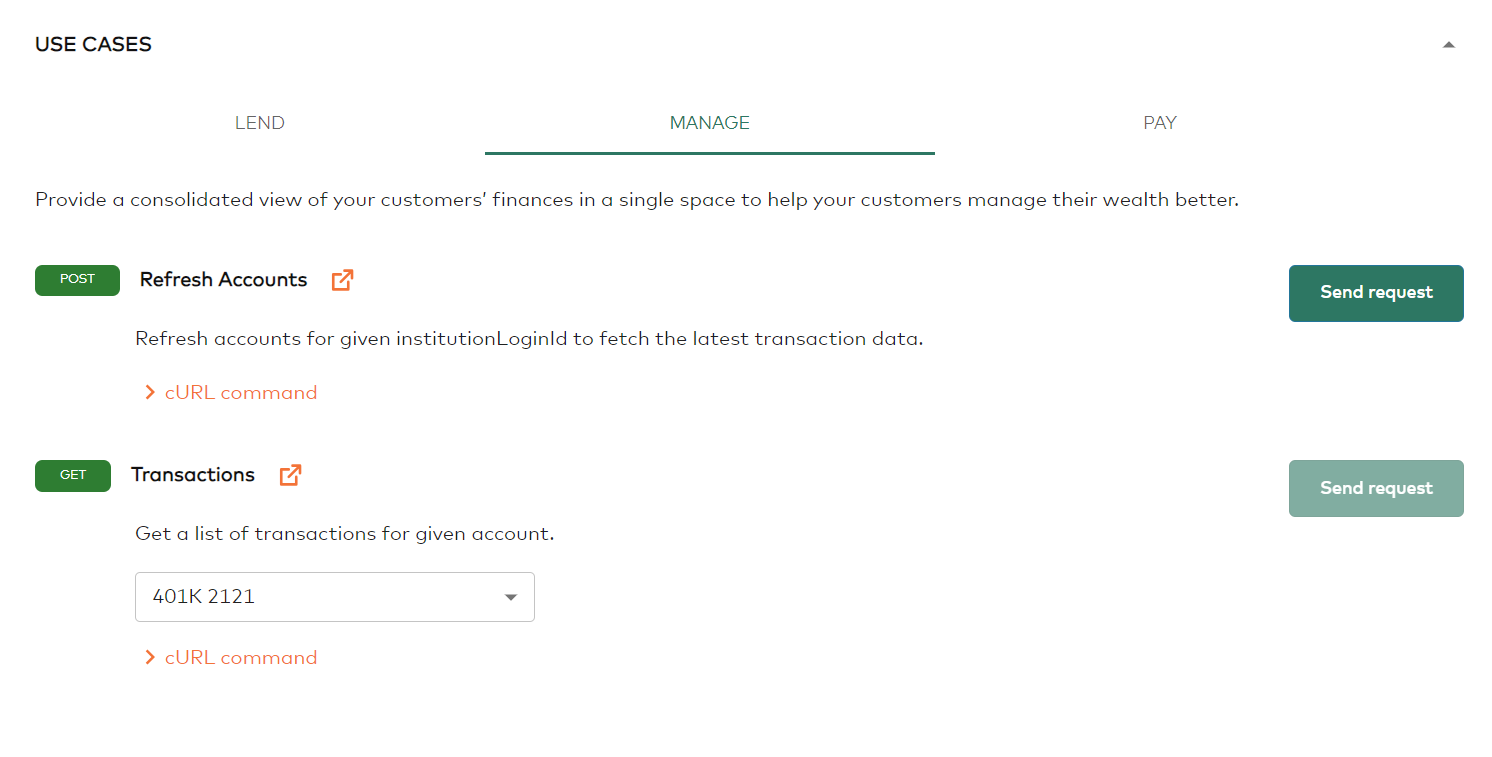 USE CASES
LEND
MANAGE
PAY
Provide a consolidated view of your customers’ finances in a single space to help your customers manage their wealth better.
POST
Refresh Accounts
Send request
Refresh accounts for given institutionLoginId to fetch the latest transaction data.
cURL command
GET
Transactions
Send request
Get a list of transactions for given account.
401K 2121
cURL command